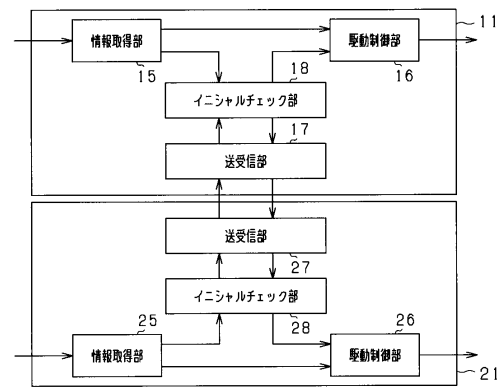 11
情報取得部
15
駆動制御部
16
18
イニシャルチェック部
17
送受信部
送受信部
27
イニシャルチェック部
28
25
情報取得部
26
駆動制御部
21